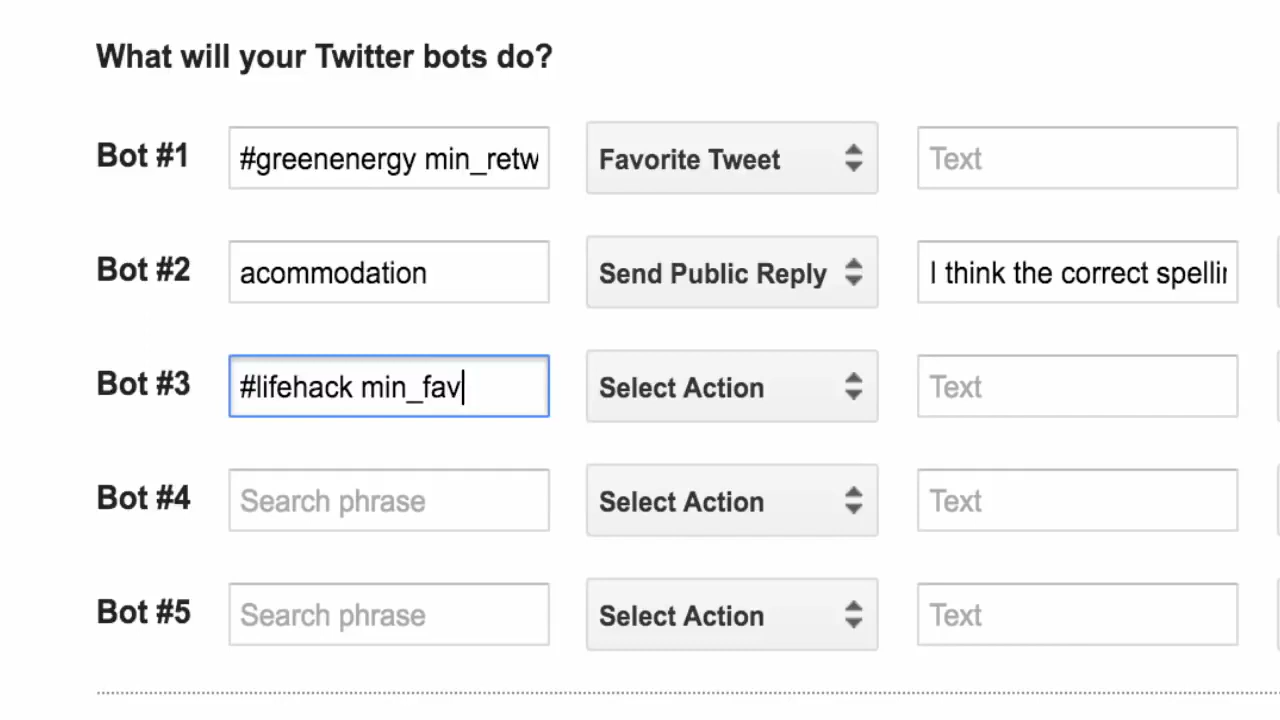 What will your Twitter bots do?
Bot #1 #greenenergy min_retw Favorite Tweet Text
Bot #2 acommodation Send Public Reply I think the correct spellin
Bot #3 #lifehack min_fav Select Action Text
Bot #4 Search phrase Select Action Text
Bot #5 Search phrase Select Action Text